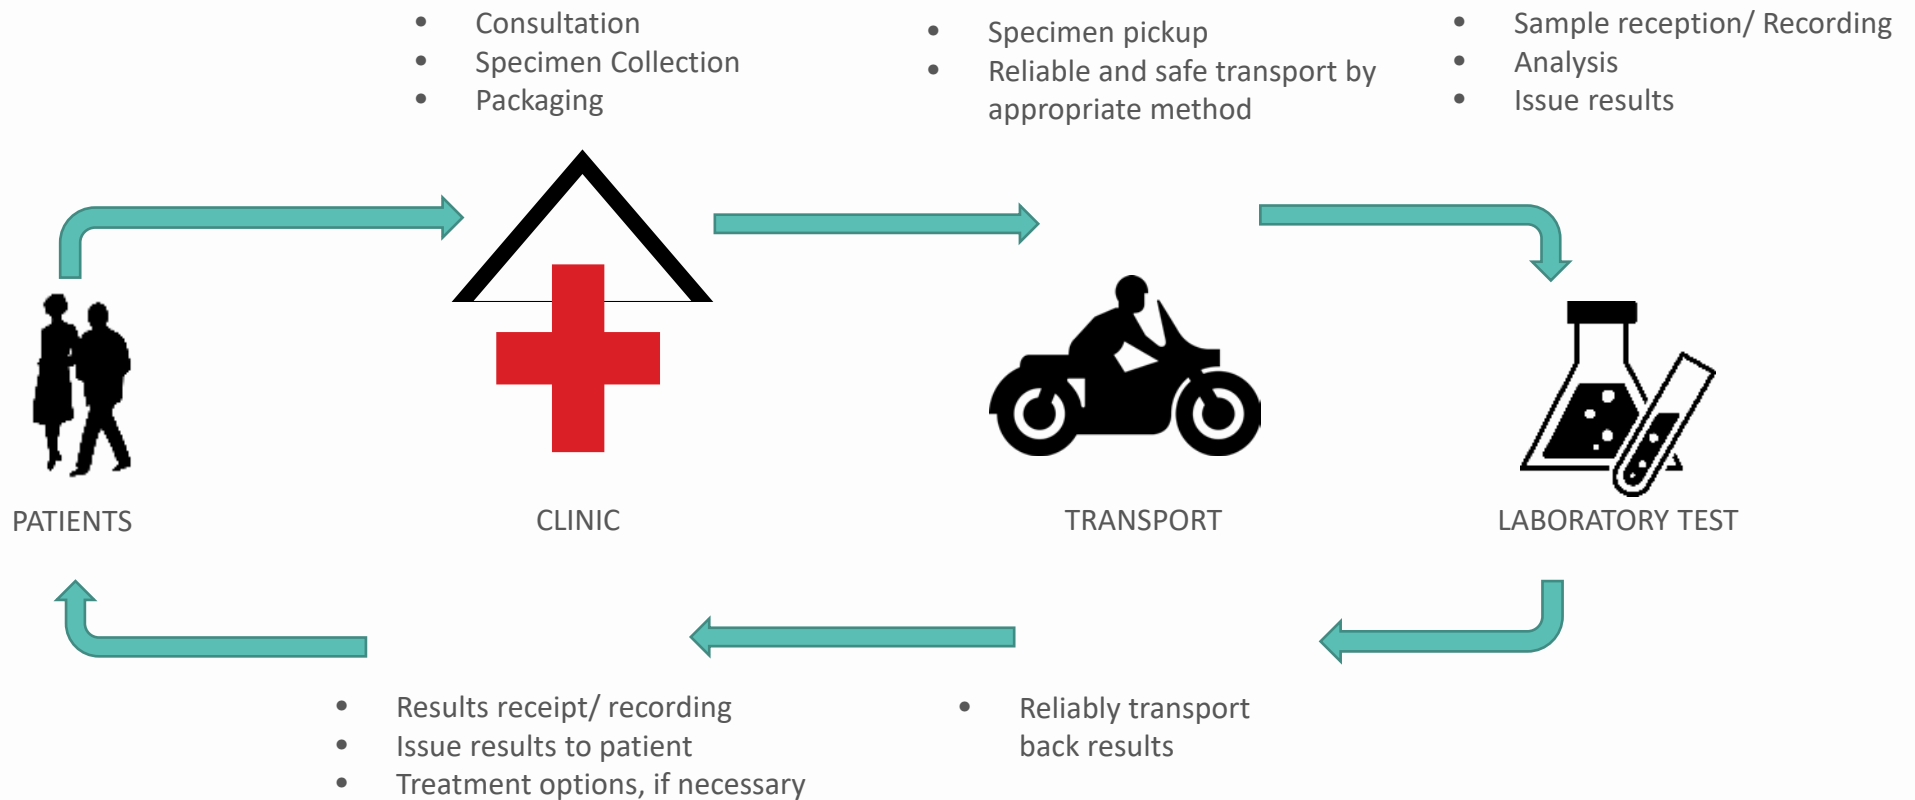 • Consultation
• Specimen Collection
• Packaging
• Specimen pickup
• Reliable and safe transport by
appropriate method
• Sample reception/ Recording
• Analysis
• Issue results
PATIENTS
CLINIC
TRANSPORT
LABORATORY TEST
• Results receipt/ recording
• Issue results to patient
• Treatment options, if necessary
• Reliably transport
back results